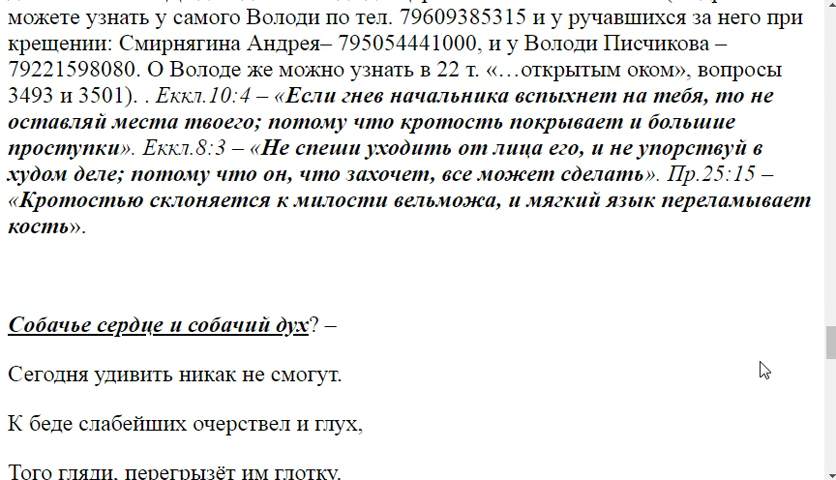 можете узнать у самого Володи по тел. 79609385315 и у ручавшихся за него при
крещении: Смирнягина Андрея– 795054441000, и у Володи Писчикова –
79221598080. О Володе же можно узнать в 22 т. «…открытым оком», вопросы
3493 и 3501). . Еккл.10:4 – «Если гнев начальника вспыхнет на тебя, то не
оставляй места твоего; потому что кротость покрывает и большие
проступки». Еккл.8:3 – «Не спеши уходить от лица его, и не упорствуй в
худом деле; потому что он, что захочет, все может сделать». Пр.25:15 –
«Кротостью склоняется к милости вельможа, и мягкий язык переламывает
кость».
Собачье сердце и собачий дух? –
Сегодня удивить никак не смогут.
К беде слабейших очерствел и глух,
Того гляди, перегрызёт им глотку.